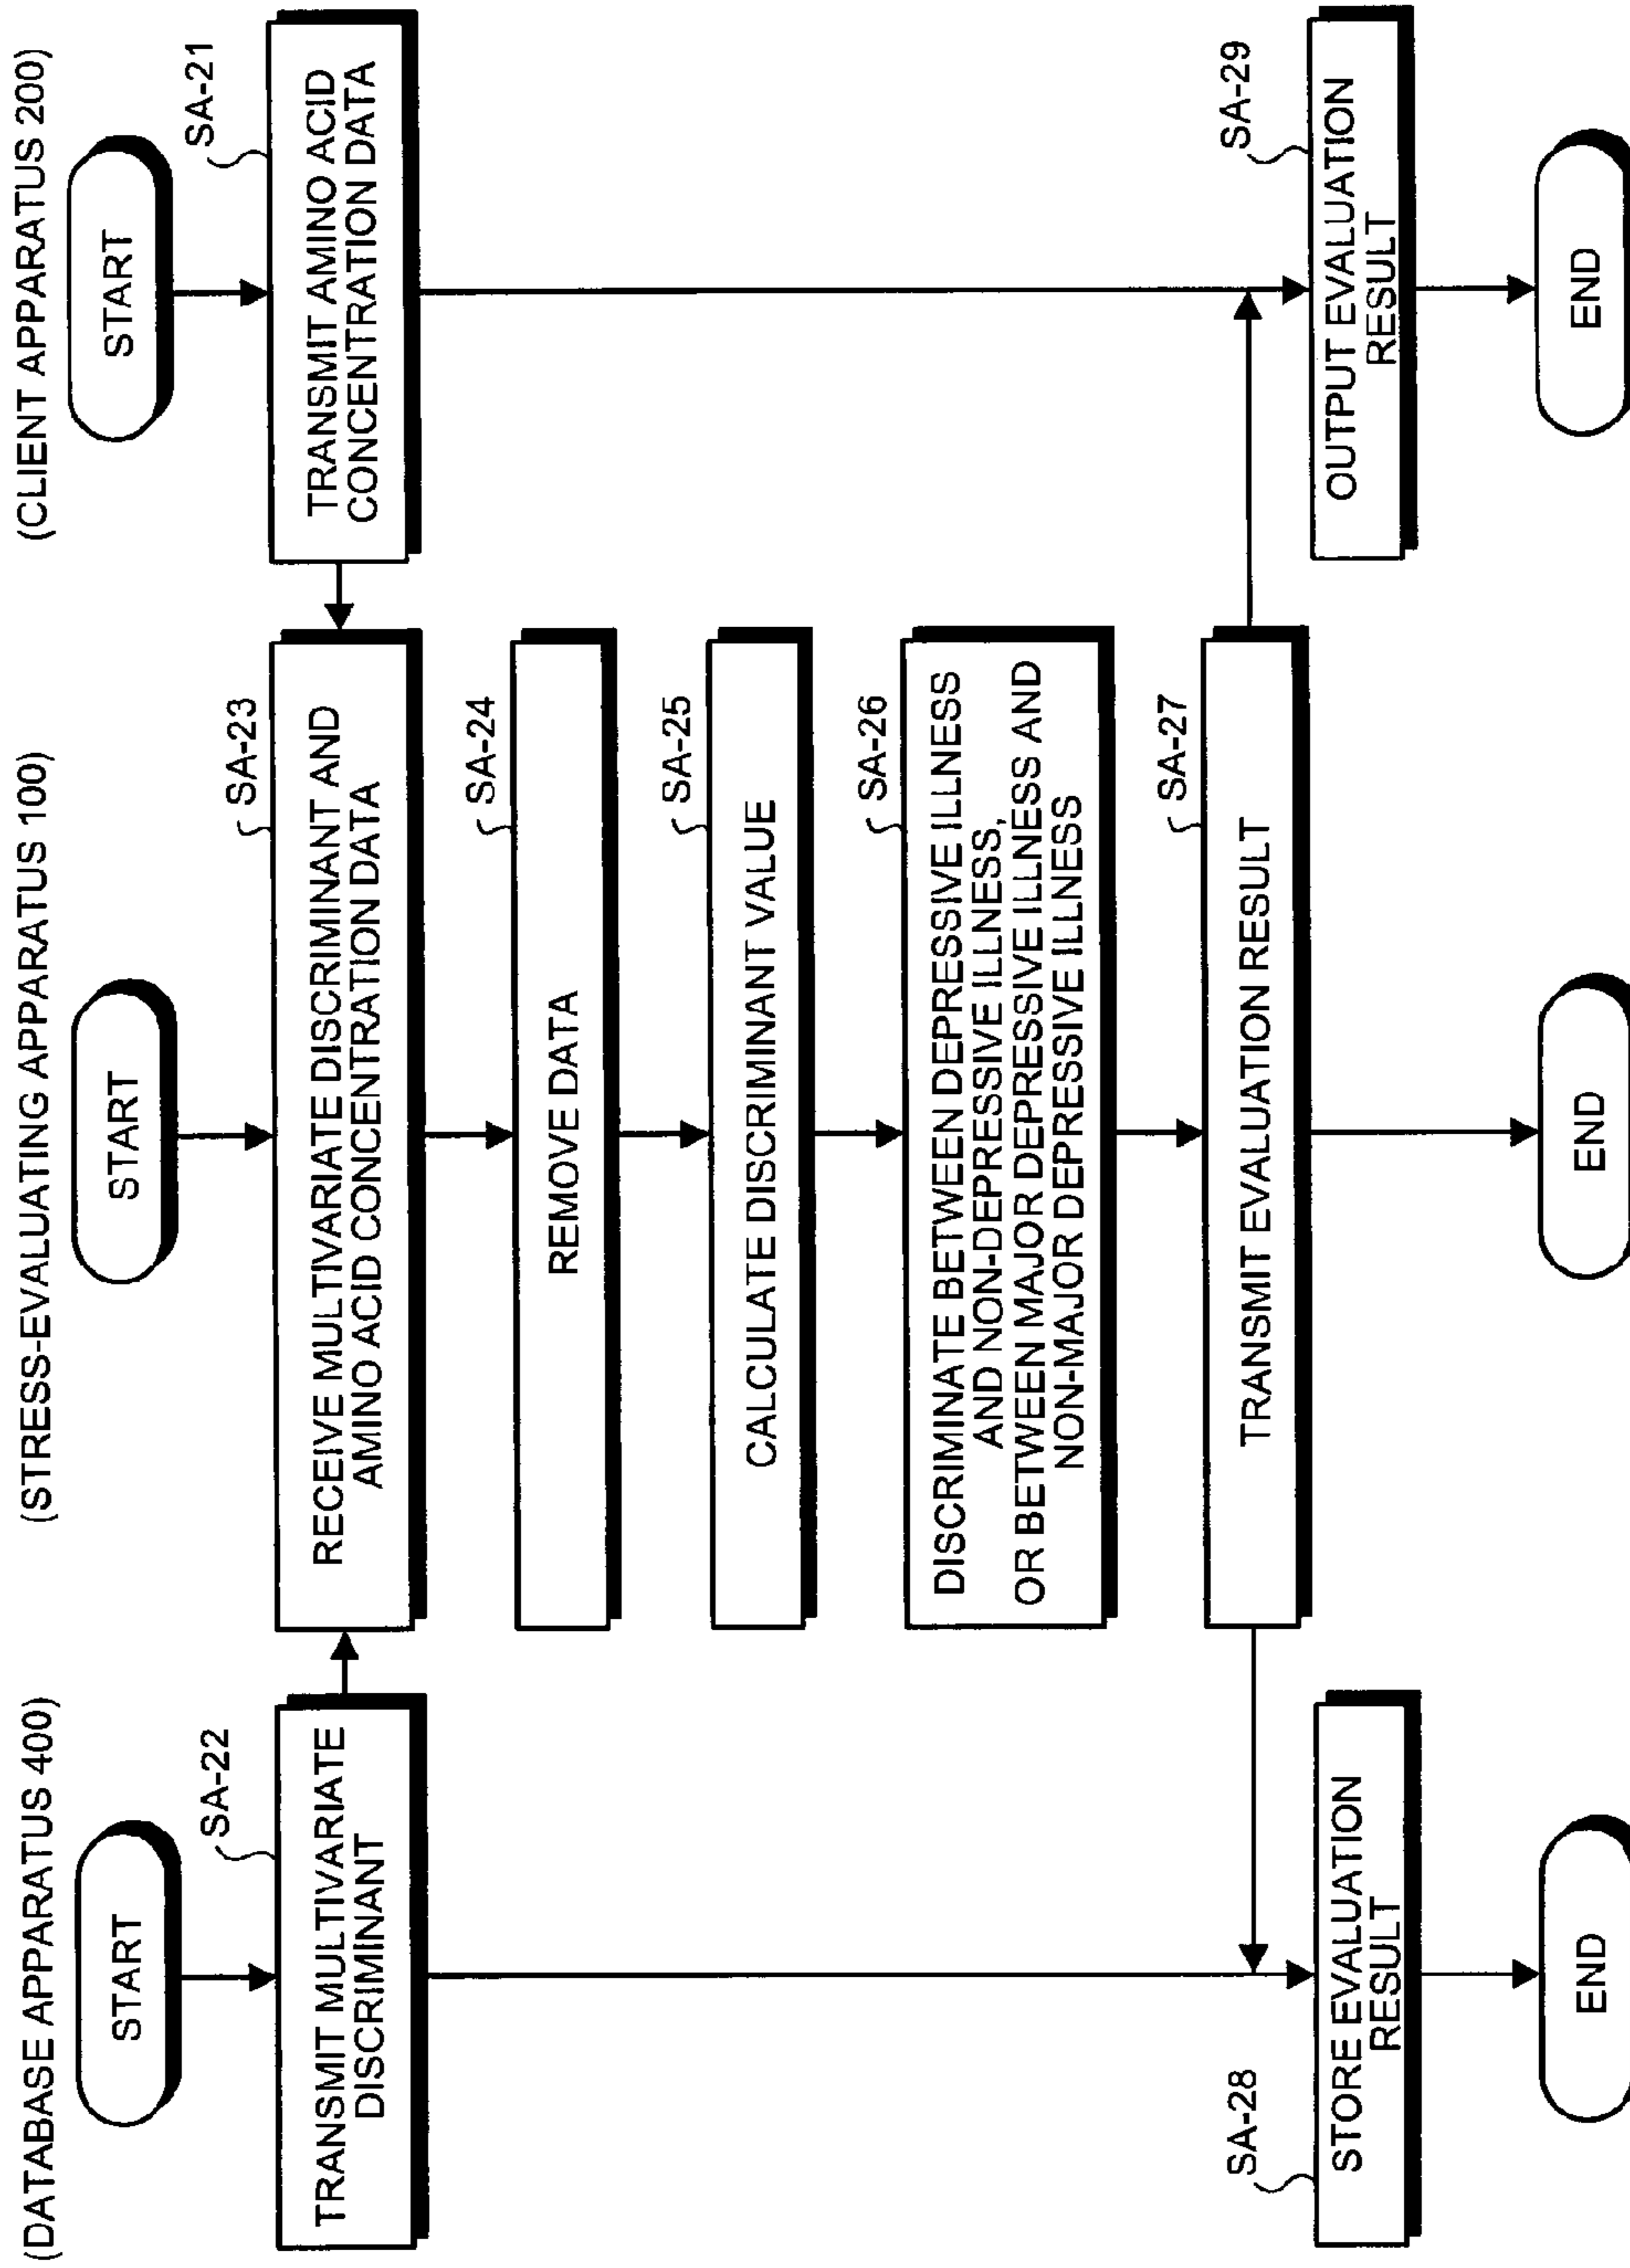 (DATABASE APPARATUS 400)
START
SA-22
TRANSMIT MULTIVARIATE
DISCRIMINANT
SA-28
STORE EVALUATION
RESULT
END
(STRESS-EVALUATING APPARATUS 100)
START
SA-23
RECEIVE MULTIVARIATE DISCRIMINANT AND
AMINO ACID CONCENTRATION DATA
SA-24
REMOVE DATA
SA-25
CALCULATE DISCRIMINANT VALUE
SA-26
DISCRIMINATE BETWEEN DEPRESSIVE ILLNESS
AND NON-DEPRESSIVE ILLNESS,
OR BETWEEN MAJOR DEPRESSIVE ILLNESS AND
NON-MAJOR DEPRESSIVE ILLNESS
SA-27
TRANSMIT EVALUATION RESULT
END
(CLIENT APPARATUS 200)
START
SA-21
TRANSMIT AMINO ACID
CONCENTRATION DATA
SA-29
OUTPUT EVALUATION
RESULT
END